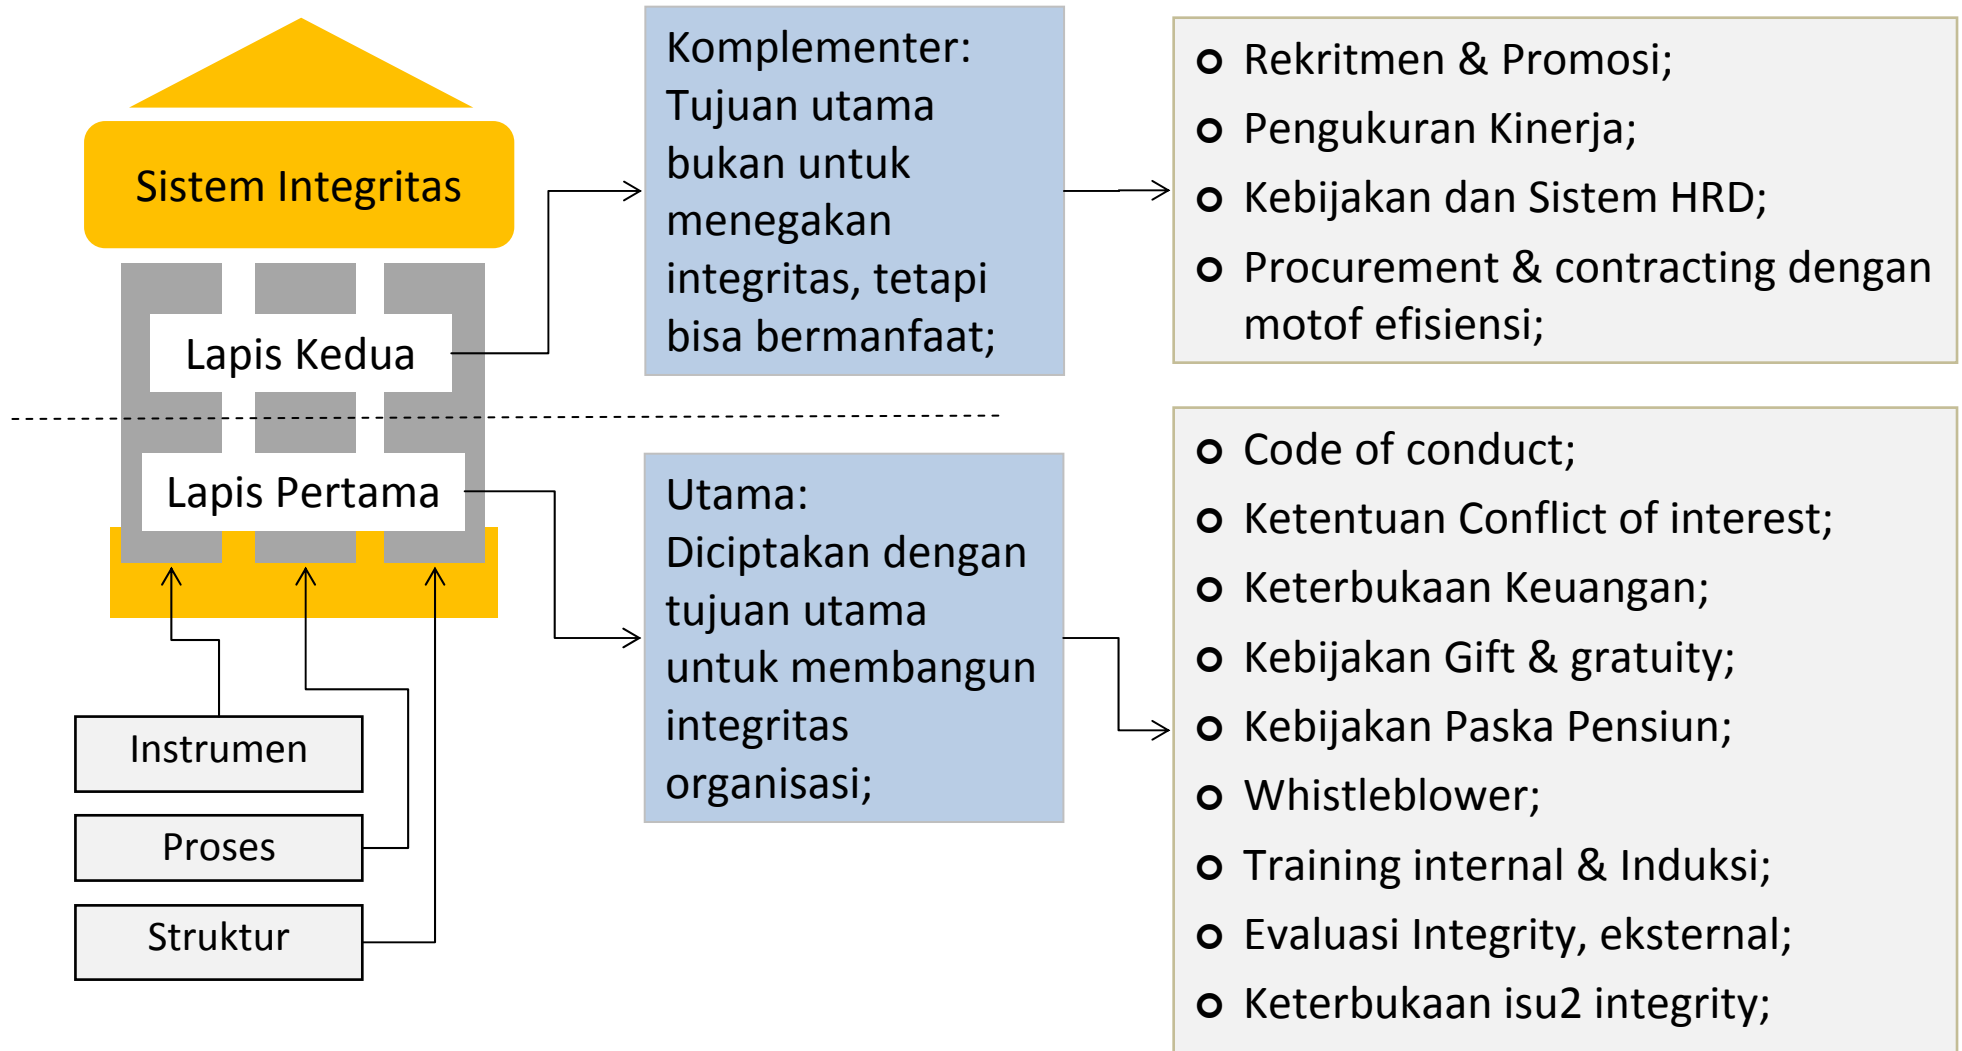 Sistem Integritas
Lapis Kedua
Lapis Pertama
Instrumen
Proses
Struktur
Komplementer:
Tujuan utama
bukan untuk
menegakan
integritas, tetapi
bisa bermanfaat;
Utama:
Diciptakan dengan
tujuan utama
untuk membangun
integritas
organisasi;
Rekritmen & Promosi;
Pengukuran Kinerja;
Kebijakan dan Sistem HRD;
Procurement & contracting dengan
motof efisiensi;
Code of conduct;
Ketentuan Conflict of interest;
Keterbukaan Keuangan;
Kebijakan Gift & gratuity;
Kebijakan Paska Pensiun;
Whistleblower;
Training internal & Induksi;
Evaluasi Integrity, eksternal;
Keterbukaan isu2 integrity;